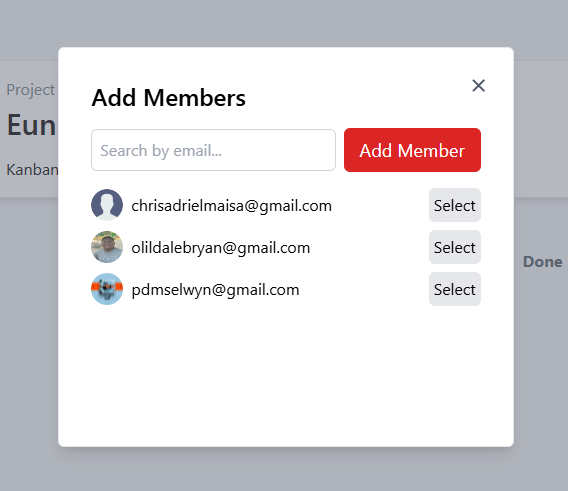 Project
Eun
Kanban
Add Members
Search by email...
Add Member
chrisadrielmaisa@gmail.com
Select
olildalebryan@gmail.com
Select
pdmselwyn@gmail.com
Select
Done